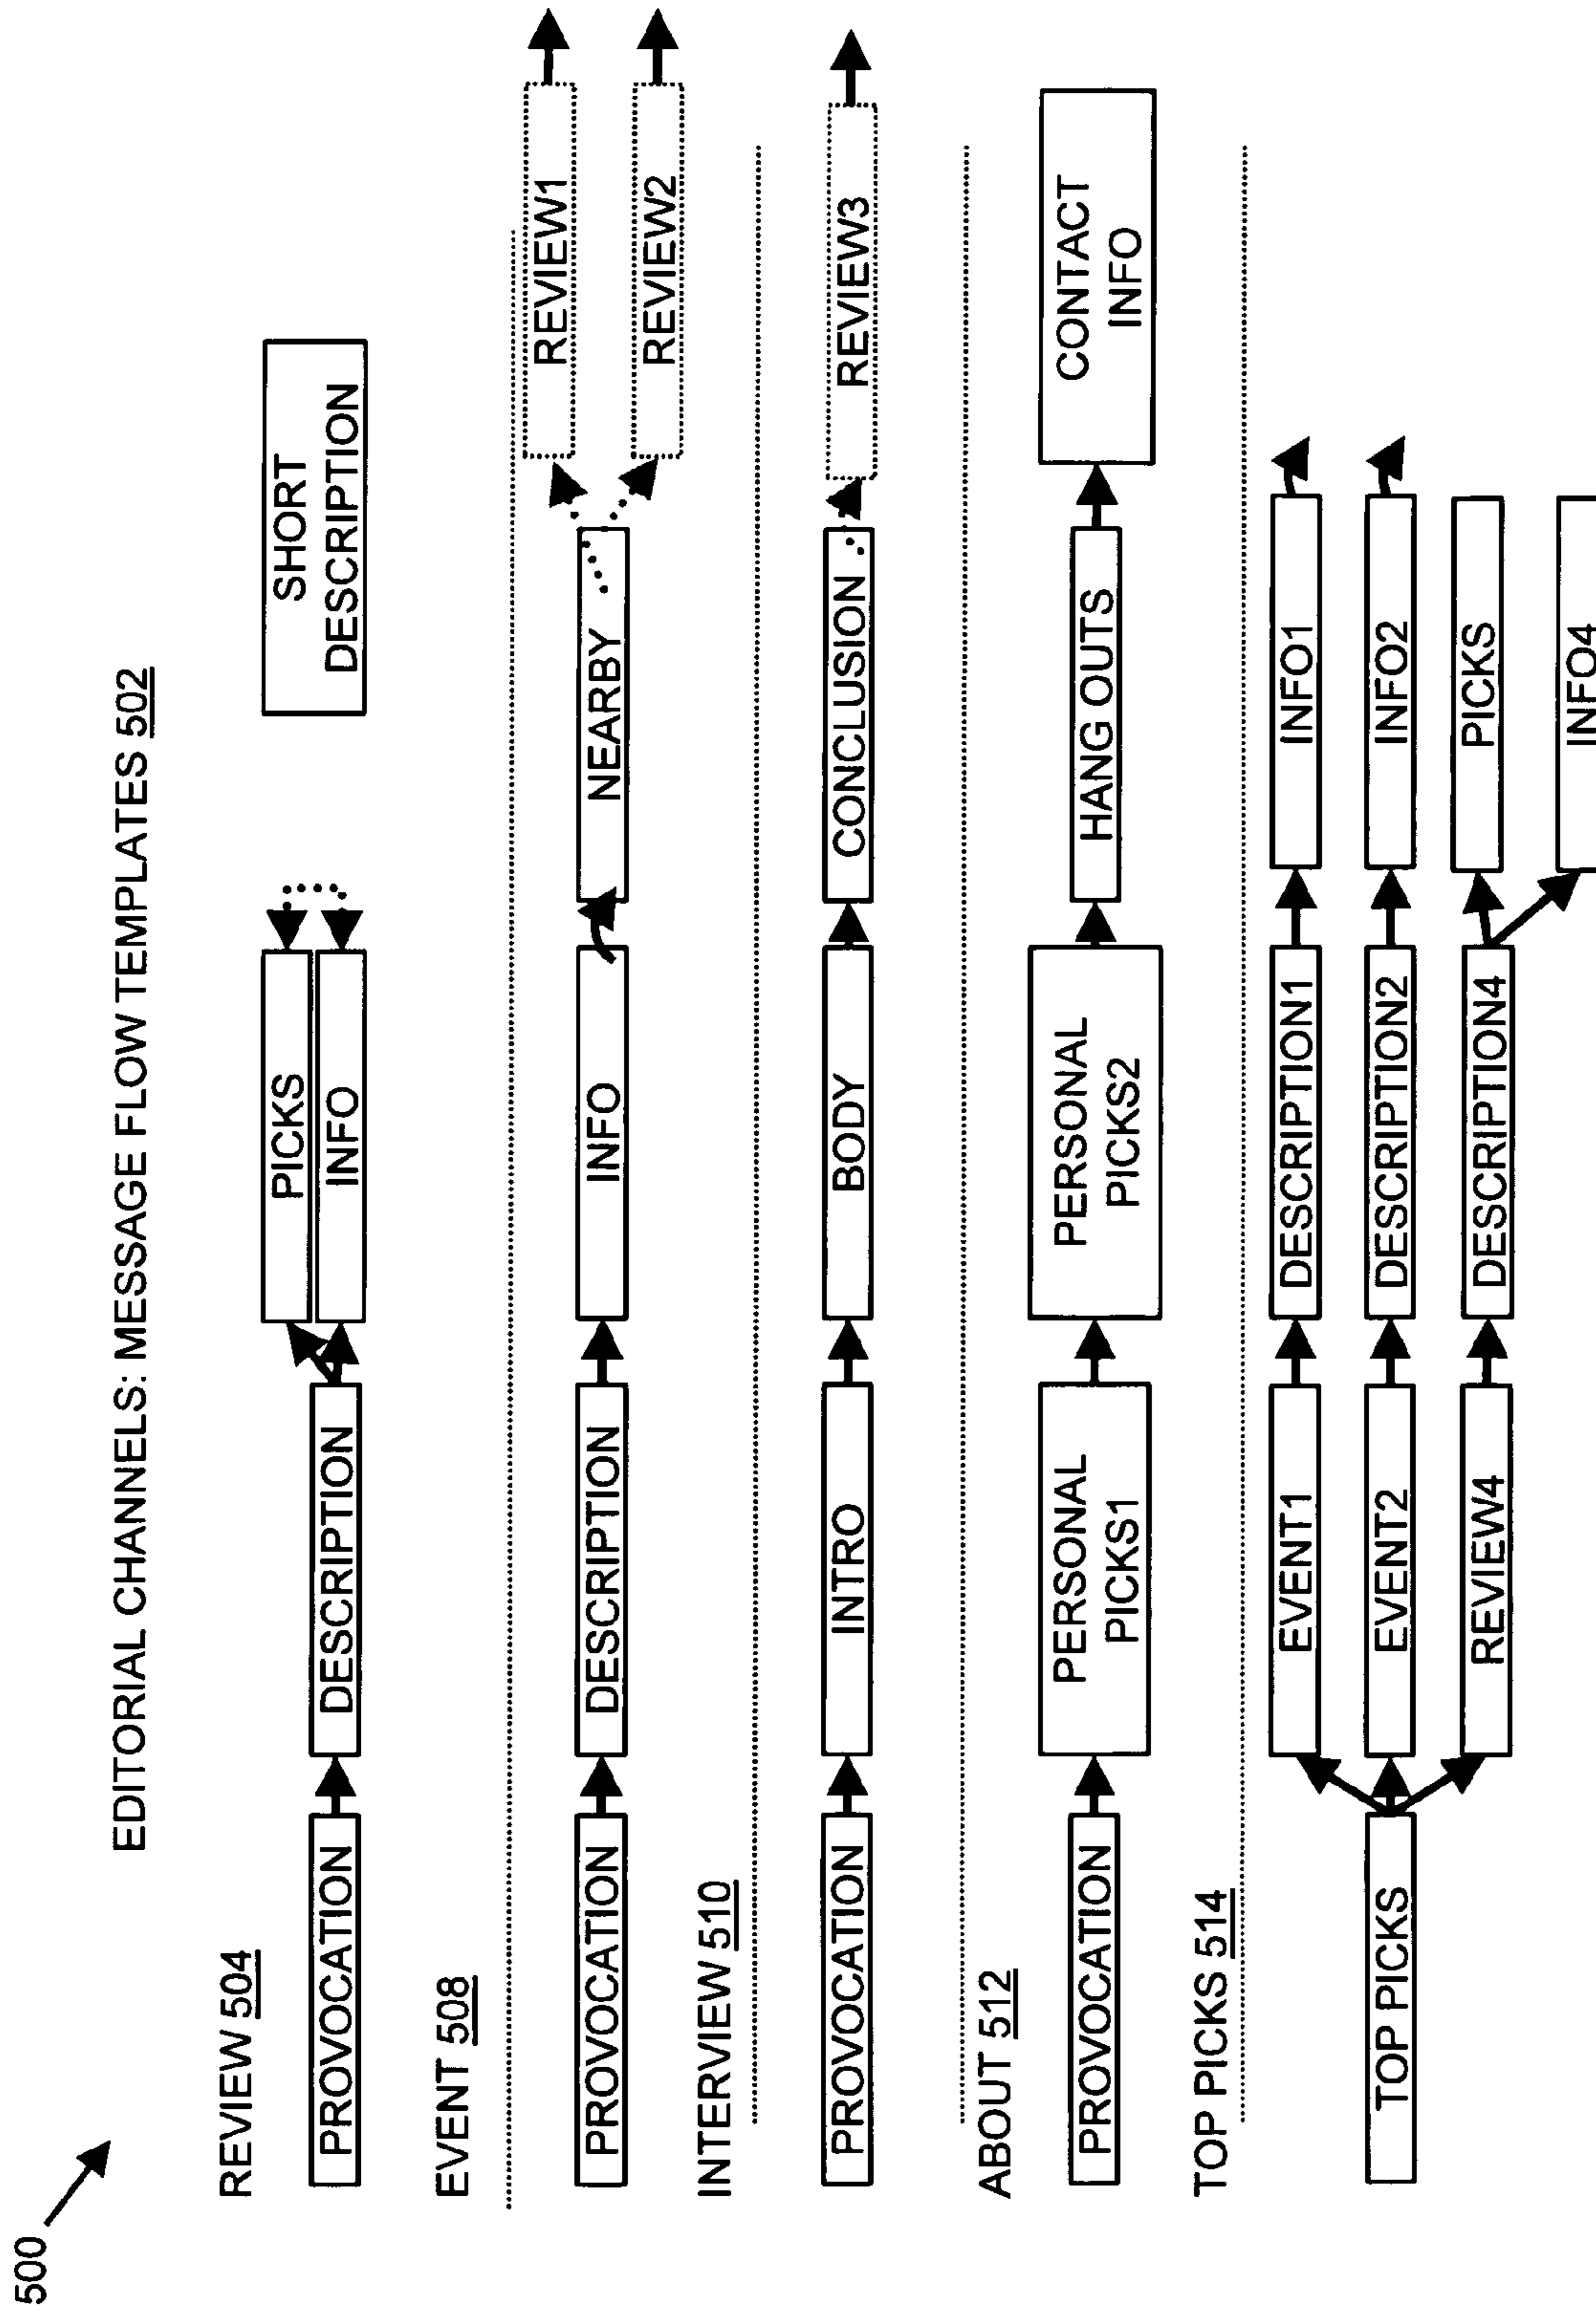 500
EDITORIAL CHANNELS: MESSAGE FLOW TEMPLATES 502
REVIEW 504
PROVOCATION
DESCRIPTION
PICKS
INFO
SHORT
DESCRIPTION
EVENT 508
PROVOCATION
DESCRIPTION
INFO
NEARBY
REVIEW1
REVIEW2
INTERVIEW 510
PROVOCATION
INTRO
BODY
CONCLUSION
REVIEW3
ABOUT 512
PROVOCATION
PERSONAL
PICKS1
PERSONAL
PICKS2
HANG OUTS
CONTACT
INFO
TOP PICKS 514
TOP PICKS
EVENT1
DESCRIPTION1
INFO1
EVENT2
DESCRIPTION2
INFO2
REVIEW4
DESCRIPTION4
PICKS
INFO4